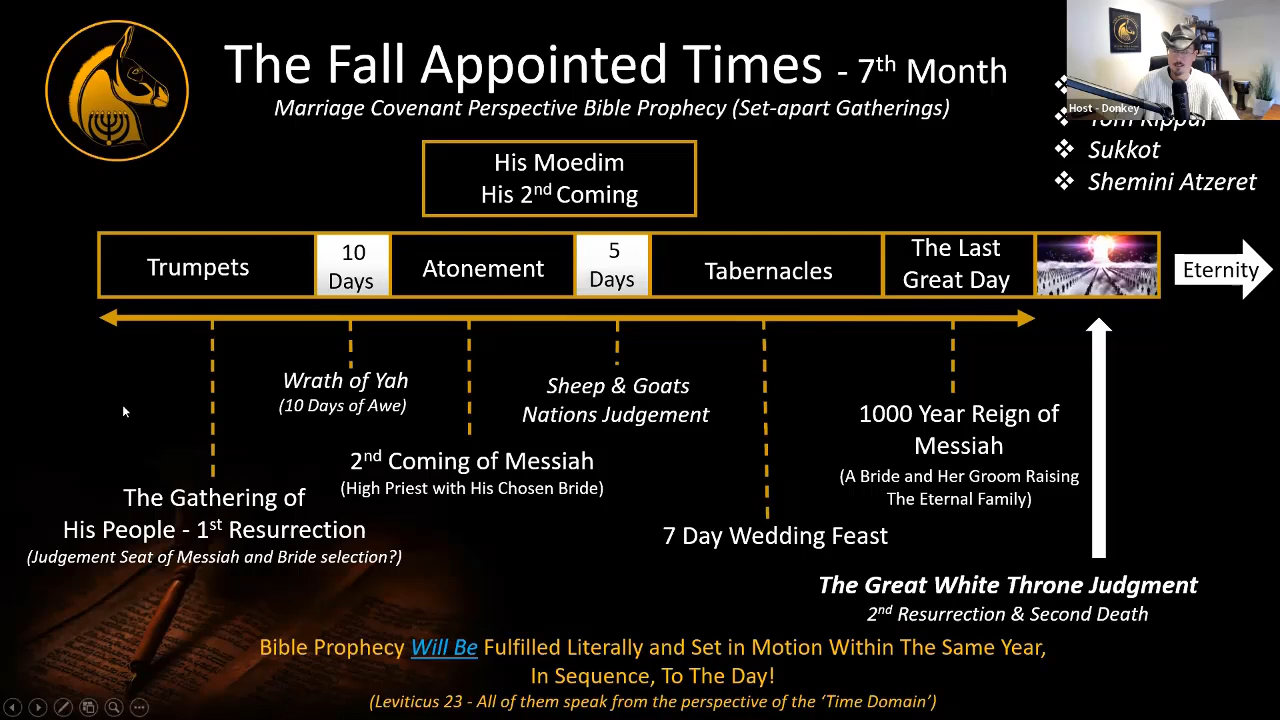 The Fall Appointed Times - 7th Month
Marriage Covenant Perspective Bible Prophecy (Set-apart Gatherings)
Host - Donkey
❖ Yom Kippur
❖ Sukkot
❖ Shemini Atzeret
His Moedim
His 2nd Coming
Trumpets
10
Days
Atonement
5
Days
Tabernacles
The Last
Great Day
Eternity
Wrath of Yah
(10 Days of Awe)
Sheep & Goats
Nations Judgement
2nd Coming of Messiah
(High Priest with His Chosen Bride)
1000 Year Reign of
Messiah
(A Bride and Her Groom Raising
The Eternal Family)
The Gathering of
His People - 1st Resurrection
(Judgement Seat of Messiah and Bride selection?)
7 Day Wedding Feast
The Great White Throne Judgment
2nd Resurrection & Second Death
Bible Prophecy Will Be Fulfilled Literally and Set in Motion Within The Same Year,
In Sequence, To The Day!
(Leviticus 23 - All of them speak from the perspective of the ‘Time Domain’)